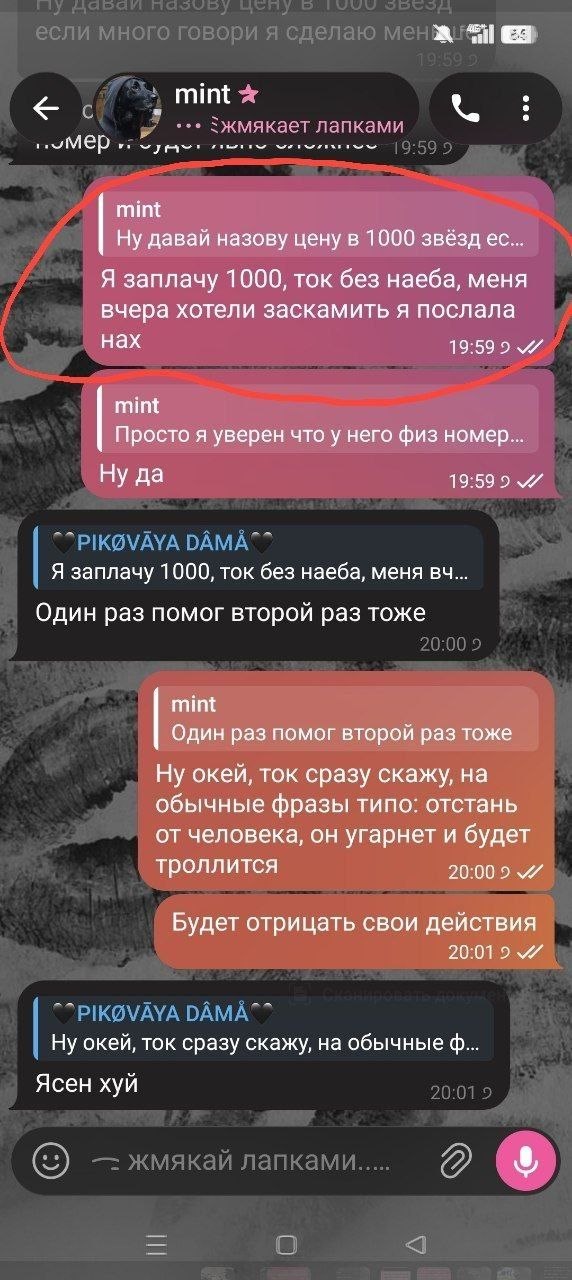 Ну давай назову цену в 1000 звёзд
если много говори я сделаю меньше
19:59
64
mint
жмякает лапками
19:59
mint
Ну давай назову цену в 1000 звёзд ес...
Я заплачу 1000, ток без наеба, меня
вчера хотели заскамить я послала
нах
19:59
mint
Просто я уверен что у него физ номер...
Ну да
19:59
🖤PIKØVĀYA DÂMÅ🖤
Я заплачу 1000, ток без наеба, меня вч...
Один раз помог второй раз тоже
20:00
mint
Один раз помог второй раз тоже
Ну окей, ток сразу скажу, на
обычные фразы типо: отстань
от человека, он угарнет и будет
троллится
20:00
Будет отрицать свои действия
20:01
🖤PIKØVĀYA DÂMÅ🖤
Ну окей, ток сразу скажу, на обычные ф...
Ясен хуй
20:01
жмякай лапками.....